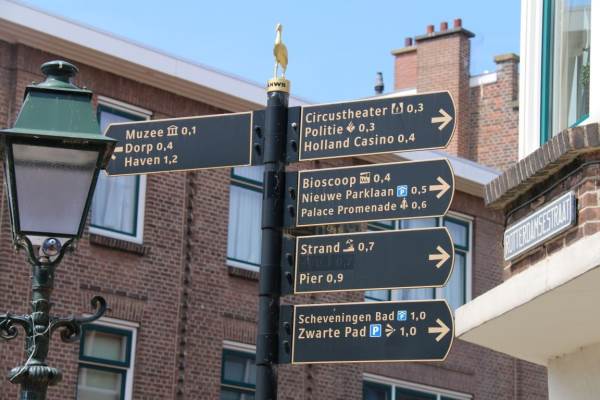 ANWB
Muzee 0,1
Dorp 0,4
Haven 1,2
Circustheater 0,3
Politie 0,3
Holland Casino 0,4
Bioscoop 0,4
Nieuwe Parklaan P 0,5
Palace Promenade 0,6
Strand 0,7
Pier 0,9
Scheveningen Bad P 1,0
Zwarte Pad P 1,0
ROTTERDAMSESTRAAT